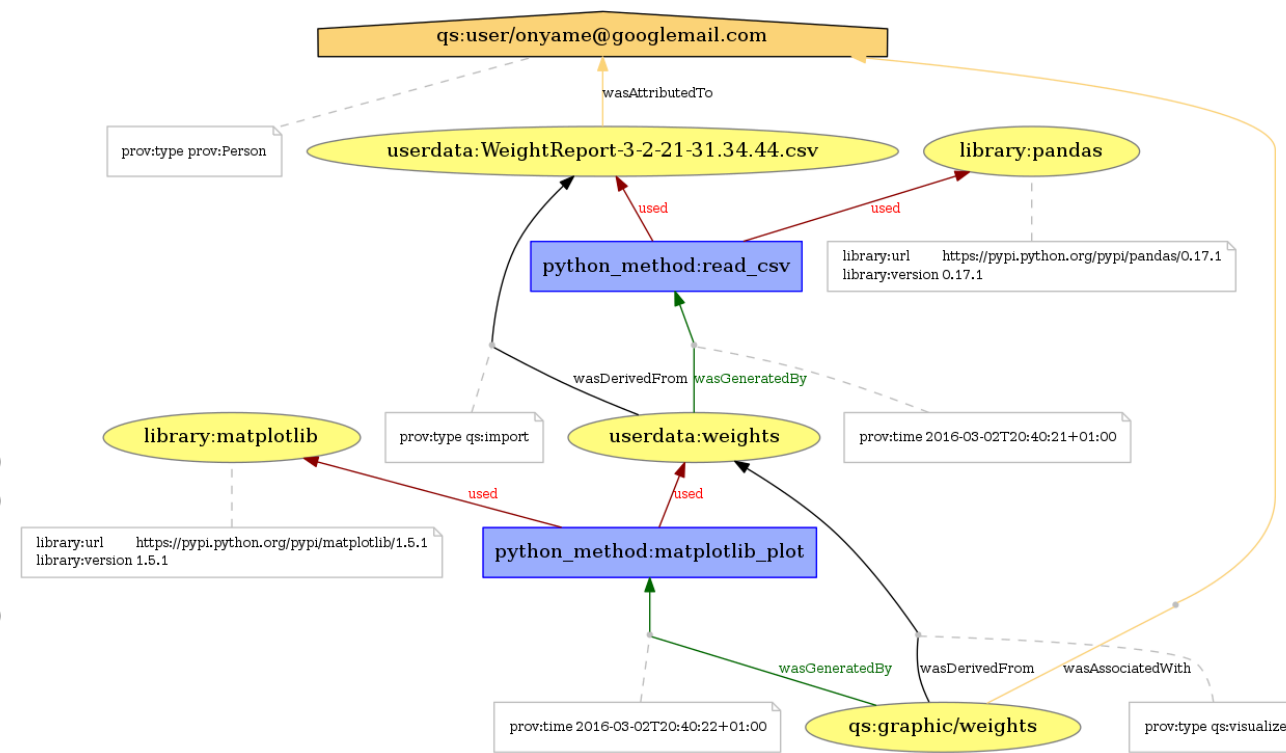 qs:user/onyame@googlemail.com
wasAttributedTo
prov:type prov:Person
userdata:WeightReport-3-2-21-31.34.44.csv
library:pandas
used
used
library:url https://pypi.python.org/pypi/pandas/0.17.1
library:version 0.17.1
python_method:read_csv
wasDerivedFrom
wasGeneratedBy
library:matplotlib
prov:type qs:import
userdata:weights
prov:time 2016-03-02T20:40:21+01:00
used
used
library:url https://pypi.python.org/pypi/matplotlib/1.5.1
library:version 1.5.1
python_method:matplotlib_plot
wasGeneratedBy
wasDerivedFrom
wasAssociatedWith
prov:time 2016-03-02T20:40:22+01:00
qs:graphic/weights
prov:type qs:visualize